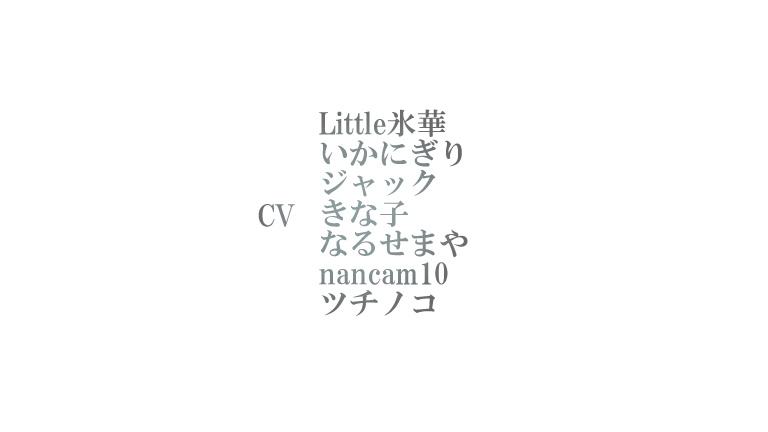 Little氷華
いかにぎり
ジャック
CV きな子
なるせまや
nancam10
ツチノコ